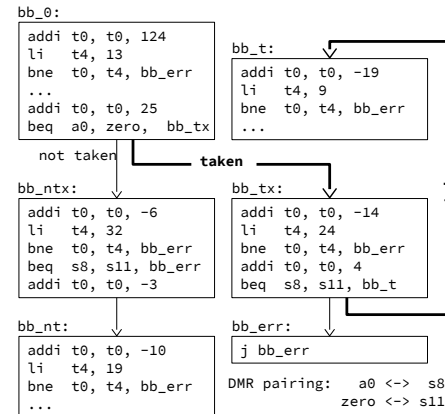 bb_0:
addi t0, t0, 124
li t4, 13
bne t0, t4, bb_err
...
addi t0, t0, 25
beq a0, zero, bb_tx
bb_t:
addi t0, t0, -19
li t4, 9
bne t0, t4, bb_err
...
not taken
taken
bb_ntx:
addi t0, t0, -6
li t4, 32
bne t0, t4, bb_err
beq s8, s11, bb_err
addi t0, t0, -3
bb_tx:
addi t0, t0, -14
li t4, 24
bne t0, t4, bb_err
addi t0, t0, 4
beq s8, s11, bb_t
bb_nt:
addi t0, t0, -10
li t4, 19
bne t0, t4, bb_err
...
bb_err:
j bb_err
DMR pairing: a0 <-> s8
zero <-> s11